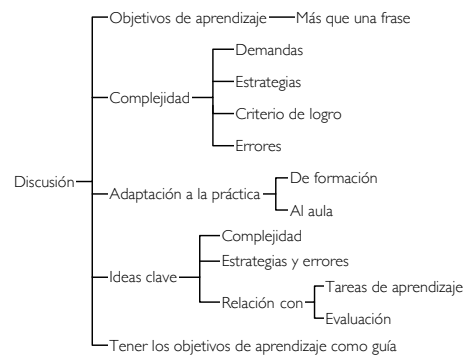 Objetivos de aprendizaje
Más que una frase
Demandas
Estrategias
Complejidad
Criterio de logro
Errores
Discusión
De formación
Adaptación a la práctica
Al aula
Complejidad
Estrategias y errores
Ideas clave
Tareas de aprendizaje
Relación con
Evaluación
Tener los objetivos de aprendizaje como guía